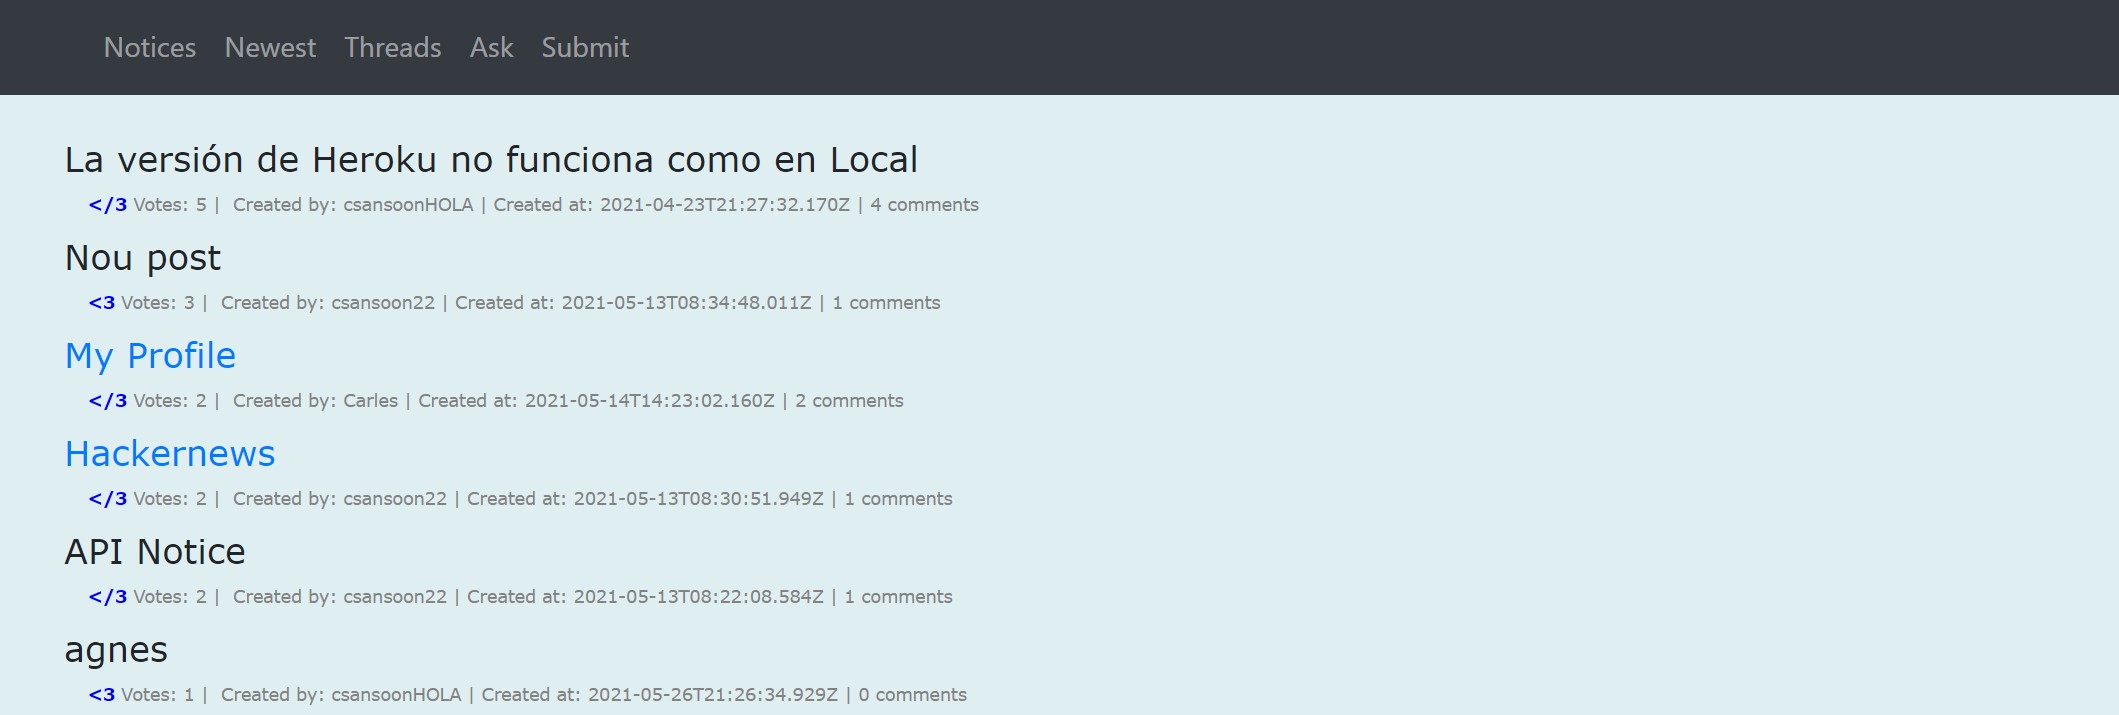 Notices Newest Threads Ask Submit
La versión de Heroku no funciona como en Local
</3 Votes: 5 | Created by: csansoonHOLA | Created at: 2021-04-23T21:27:32.170Z | 4 comments
Nou post
<3 Votes: 3 | Created by: csansoon22 | Created at: 2021-05-13T08:34:48.011Z | 1 comments
My Profile
</3 Votes: 2 | Created by: Carles | Created at: 2021-05-14T14:23:02.160Z | 2 comments
Hackernews
</3 Votes: 2 | Created by: csansoon22 | Created at: 2021-05-13T08:30:51.949Z | 1 comments
API Notice
</3 Votes: 2 | Created by: csansoon22 | Created at: 2021-05-13T08:22:08.584Z | 1 comments
agnes
<3 Votes: 1 | Created by: csansoonHOLA | Created at: 2021-05-26T21:26:34.929Z | 0 comments